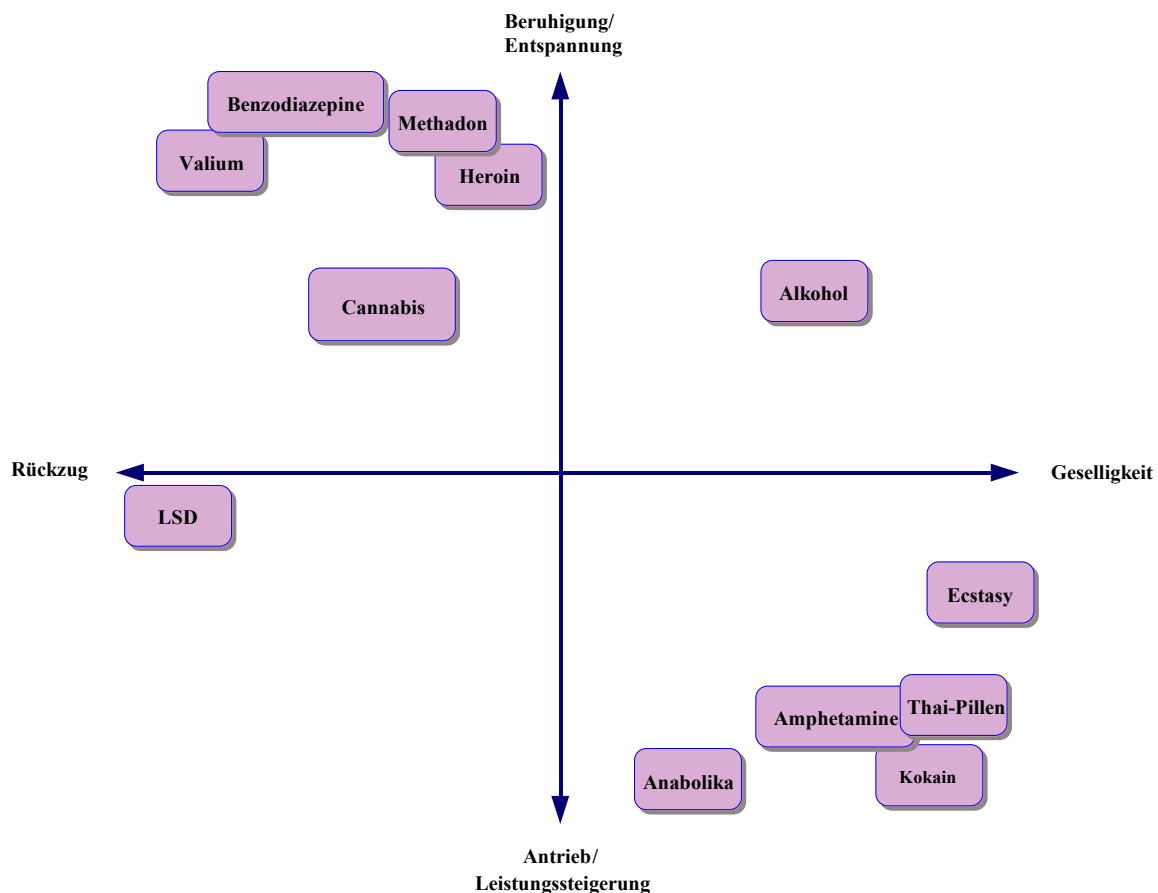 Beruhigung/
Entspannung
Benzodiazepine
Methadon
Valium
Heroin
Cannabis
Alkohol
Rückzug
Geselligkeit
LSD
Ecstasy
Thai-Pillen
Amphetamine
Anabolika
Kokain
Antrieb/
Leistungssteigerung